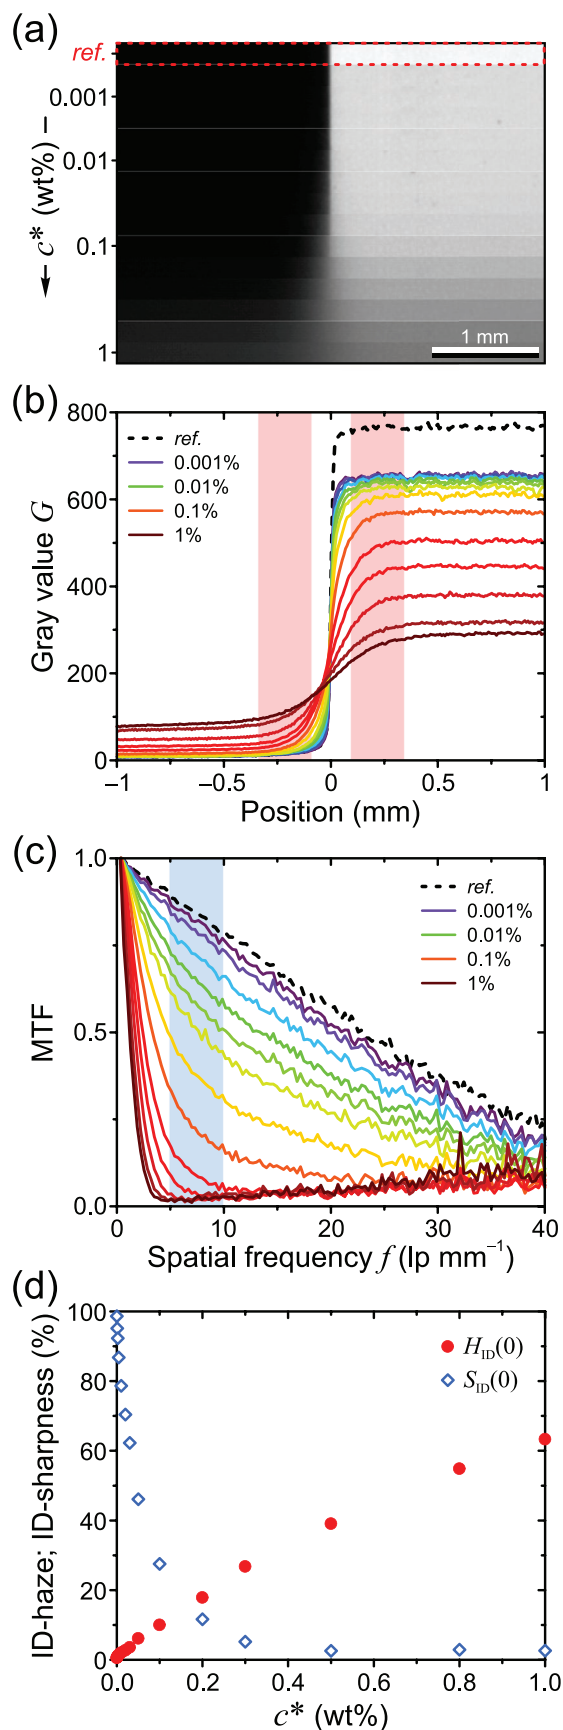 (a)
ref.
0.001
0.01
0.1
1
c* (wt%)
1 mm
(b)
800
600
400
200
0
Gray value G
ref.
0.001%
0.01%
0.1%
1%
–1
–0.5
0
0.5
1
Position (mm)
(c)
1.0
0.5
0.0
MTF
ref.
0.001%
0.01%
0.1%
1%
0
10
20
30
40
Spatial frequency f (lp mm⁻¹)
(d)
100
80
60
40
20
0
ID-haze; ID-sharpness (%)
H_ID(0)
S_ID(0)
0.0
0.2
0.4
0.6
0.8
1.0
c* (wt%)